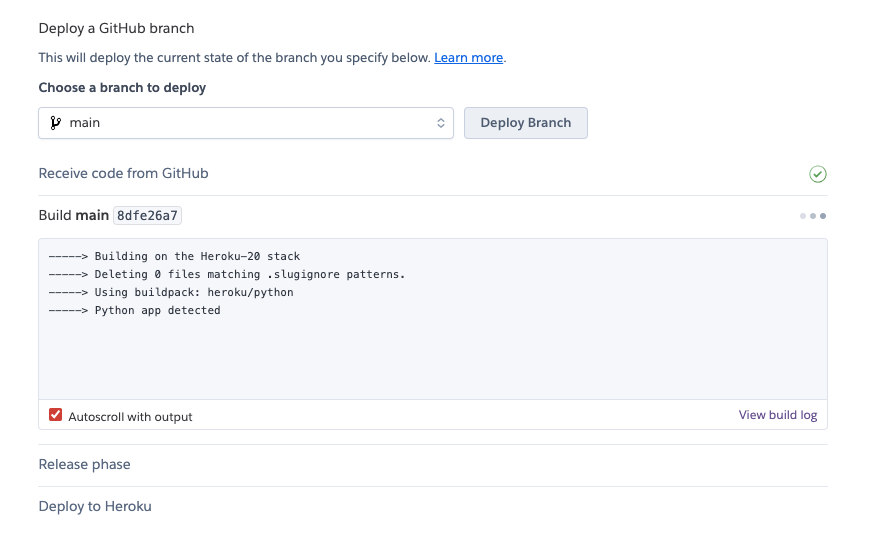 Deploy a GitHub branch
This will deploy the current state of the branch you specify below. Learn more.
Choose a branch to deploy
main
Deploy Branch
Receive code from GitHub
Build main 8dfe26a7
-----> Building on the Heroku-20 stack
-----> Deleting 0 files matching .slugignore patterns.
-----> Using buildpack: heroku/python
-----> Python app detected
Autoscroll with output
View build log
Release phase
Deploy to Heroku